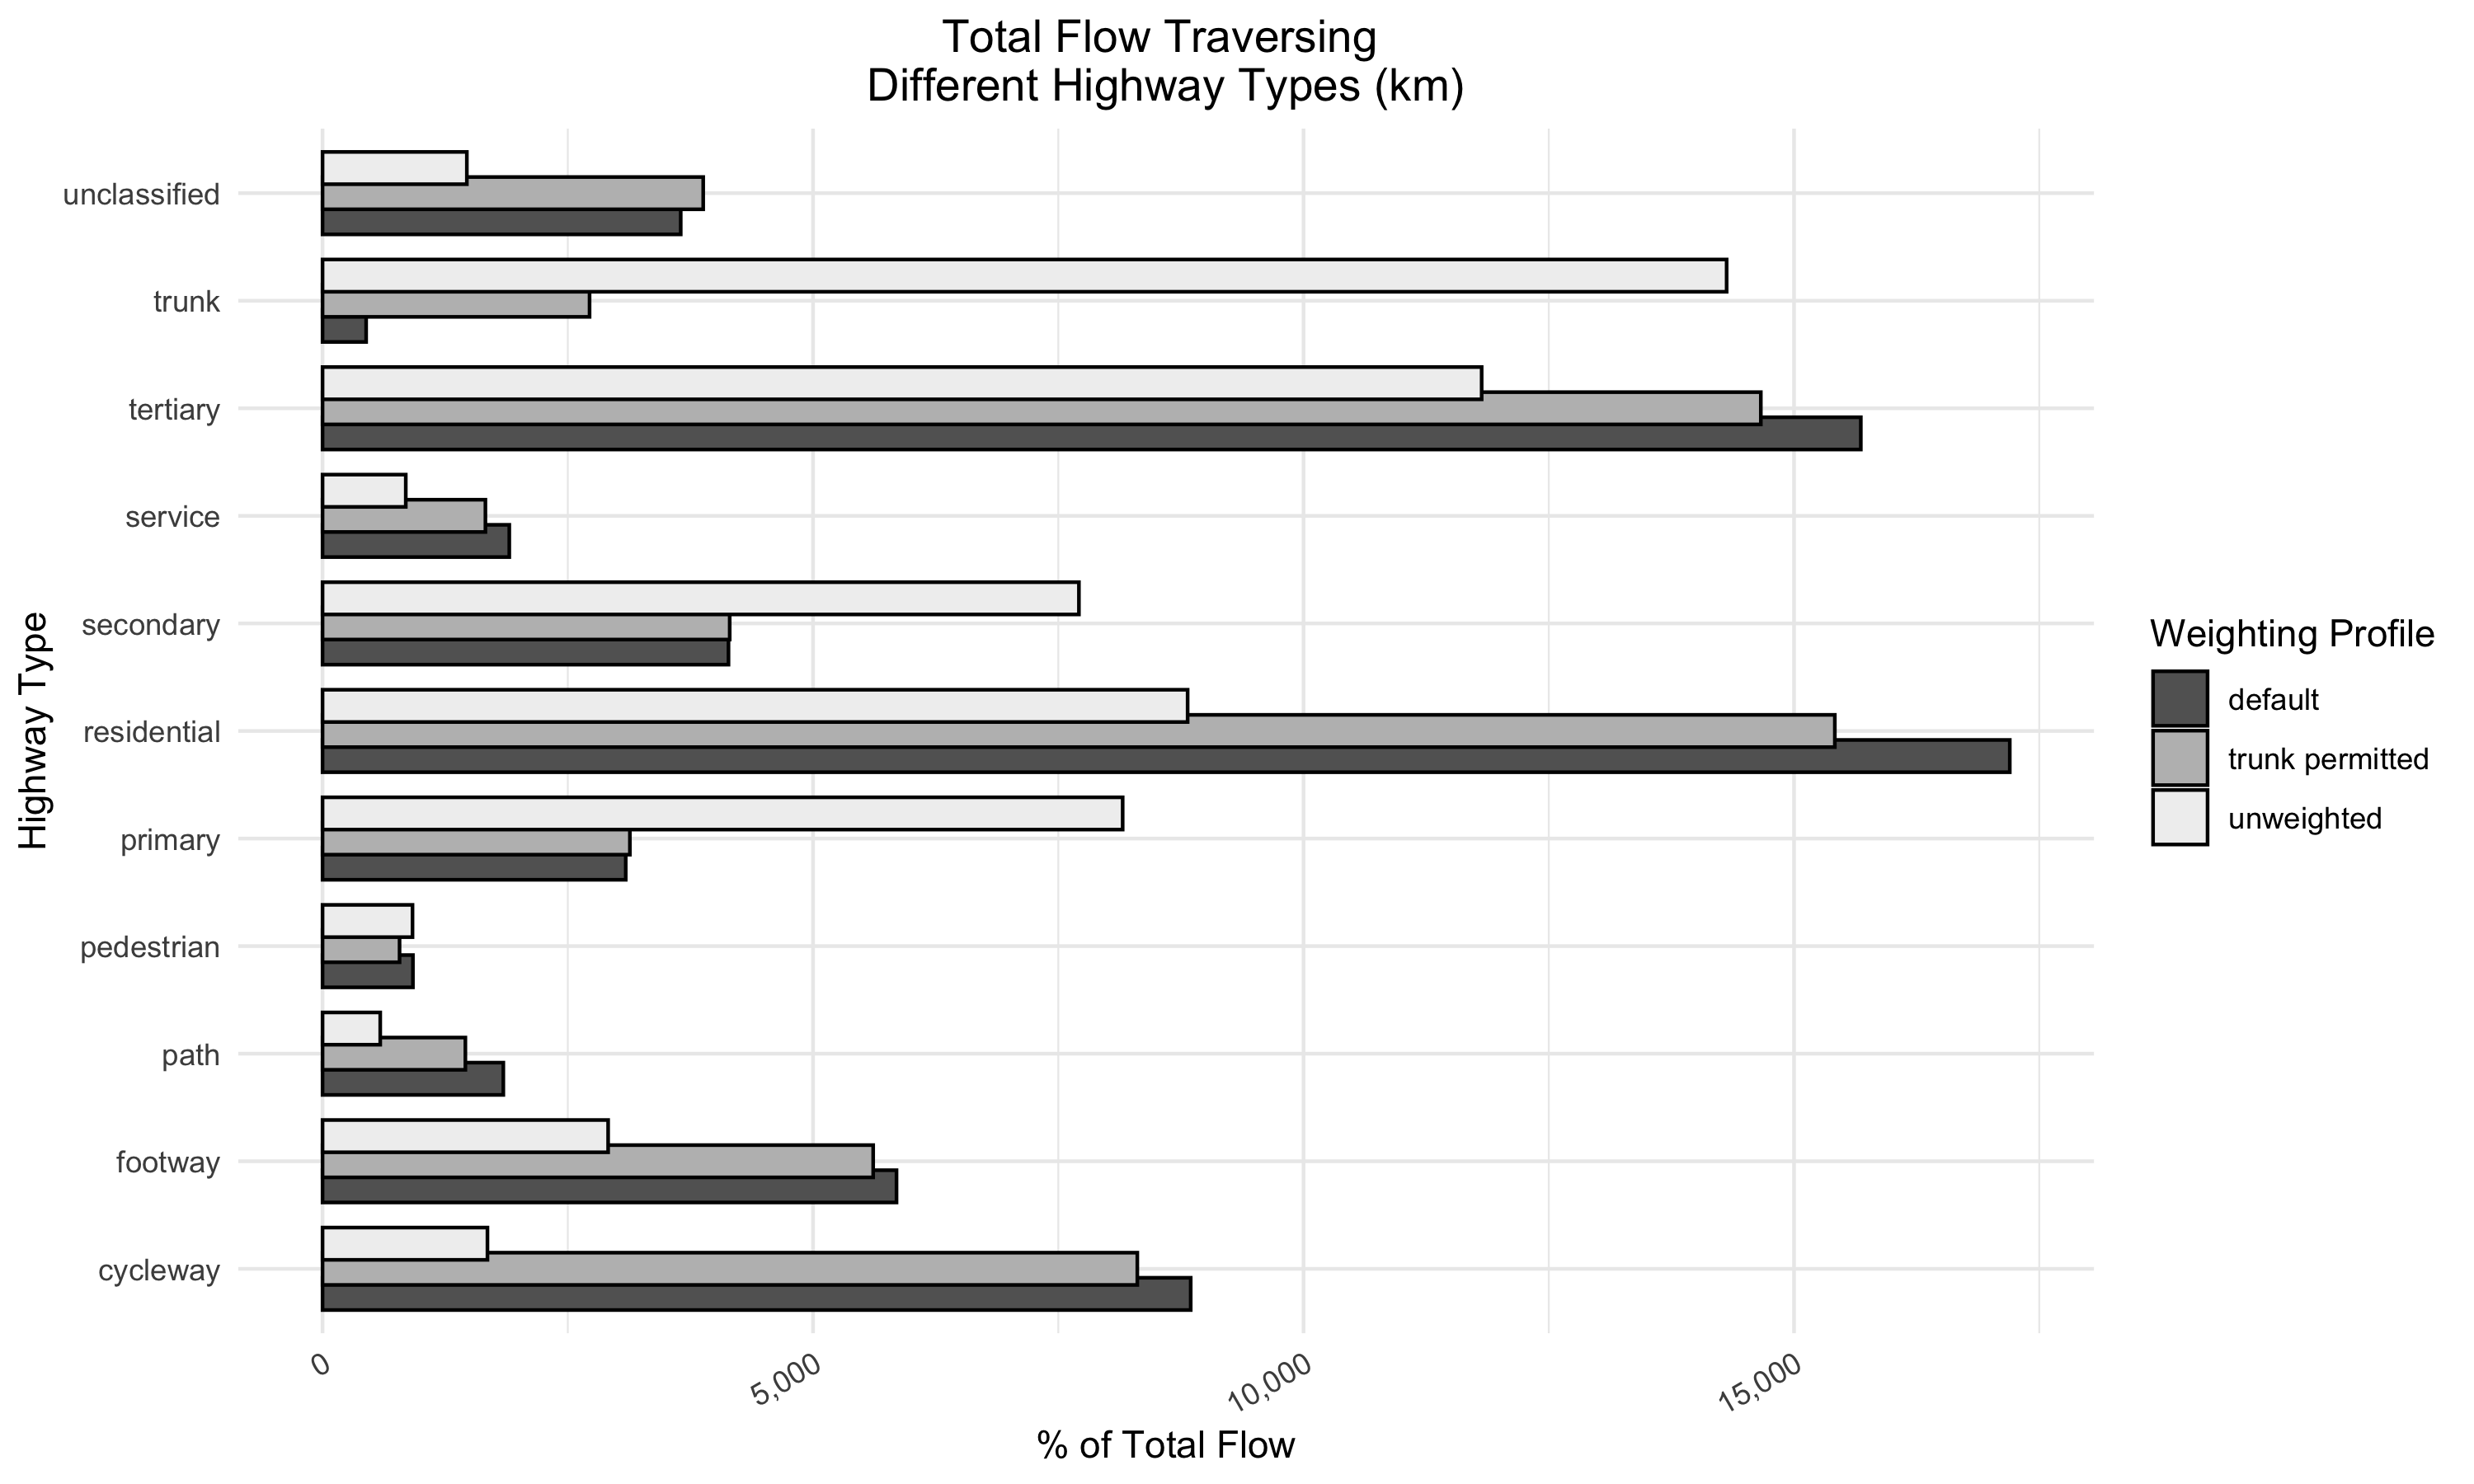 Total Flow Traversing
Different Highway Types (km)
unclassified
trunk
tertiary
service
secondary
residential
primary
pedestrian
path
footway
cycleway
Highway Type
0
5,000
10,000
15,000
% of Total Flow
Weighting Profile
default
trunk permitted
unweighted